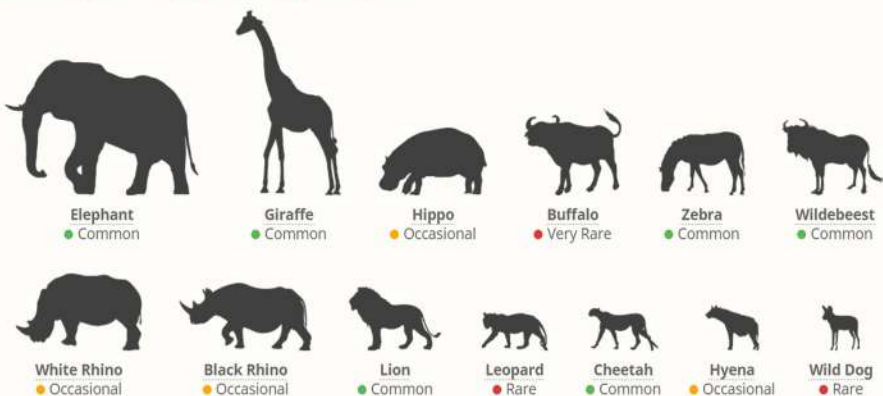 Elephant
Common
Giraffe
Common
Hippo
Occasional
Buffalo
Very Rare
Zebra
Common
Wildebeest
Common
White Rhino
Occasional
Black Rhino
Occasional
Lion
Common
Leopard
Rare
Cheetah
Common
Hyena
Occasional
Wild Dog
Rare